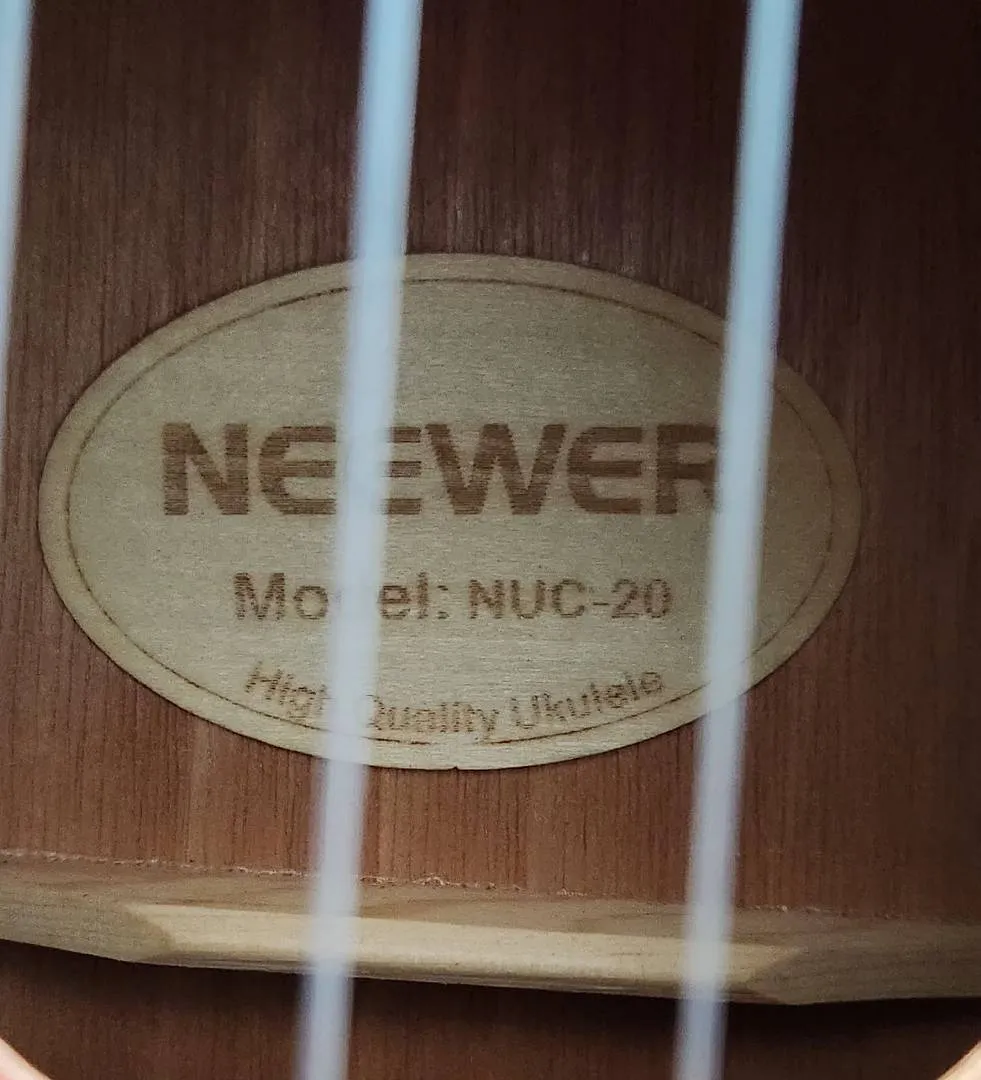 NEEWER
Model: NUC-20
High Quality Ukulele